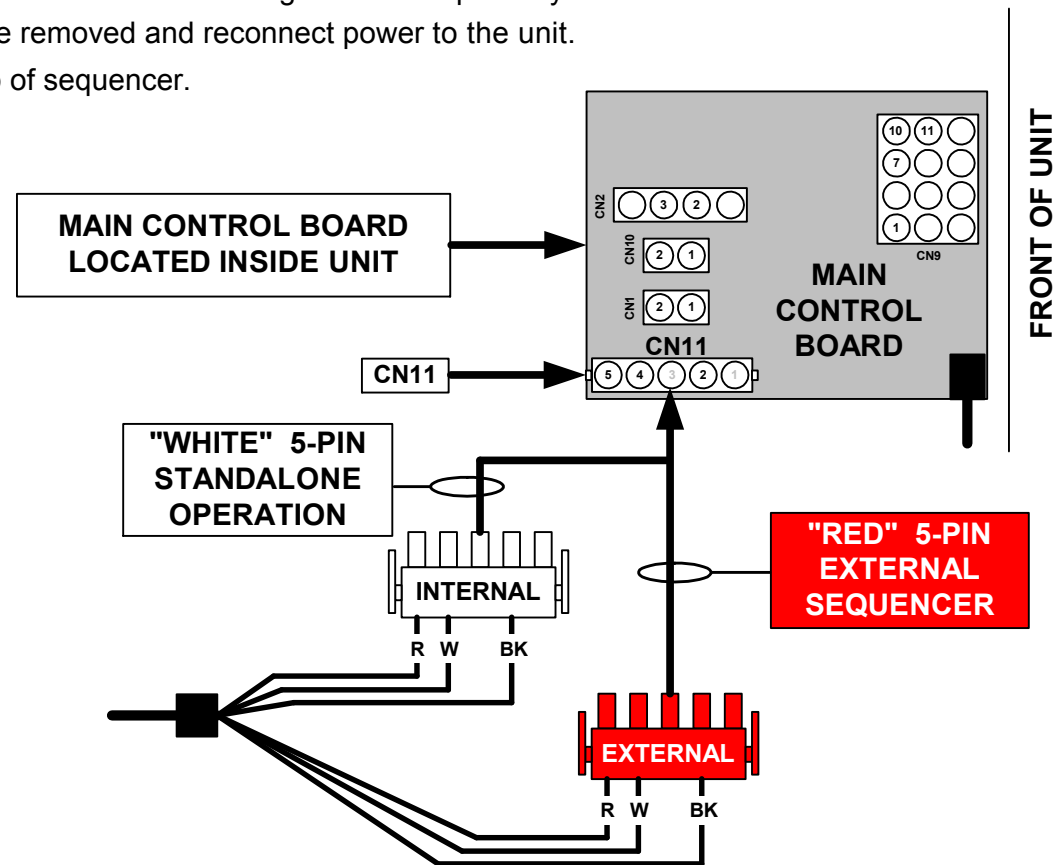 e removed and reconnect power to the unit.
of sequencer.
FRONT OF UNIT
10 11
7
1
CN9
CN2
3 2
CN10
2 1
CN1
2 1
MAIN
CONTROL
BOARD
MAIN CONTROL BOARD
LOCATED INSIDE UNIT
CN11
CN11
5 4 3 2 1
"WHITE" 5-PIN
STANDALONE
OPERATION
"RED" 5-PIN
EXTERNAL
SEQUENCER
INTERNAL
R W BK
EXTERNAL
R W BK